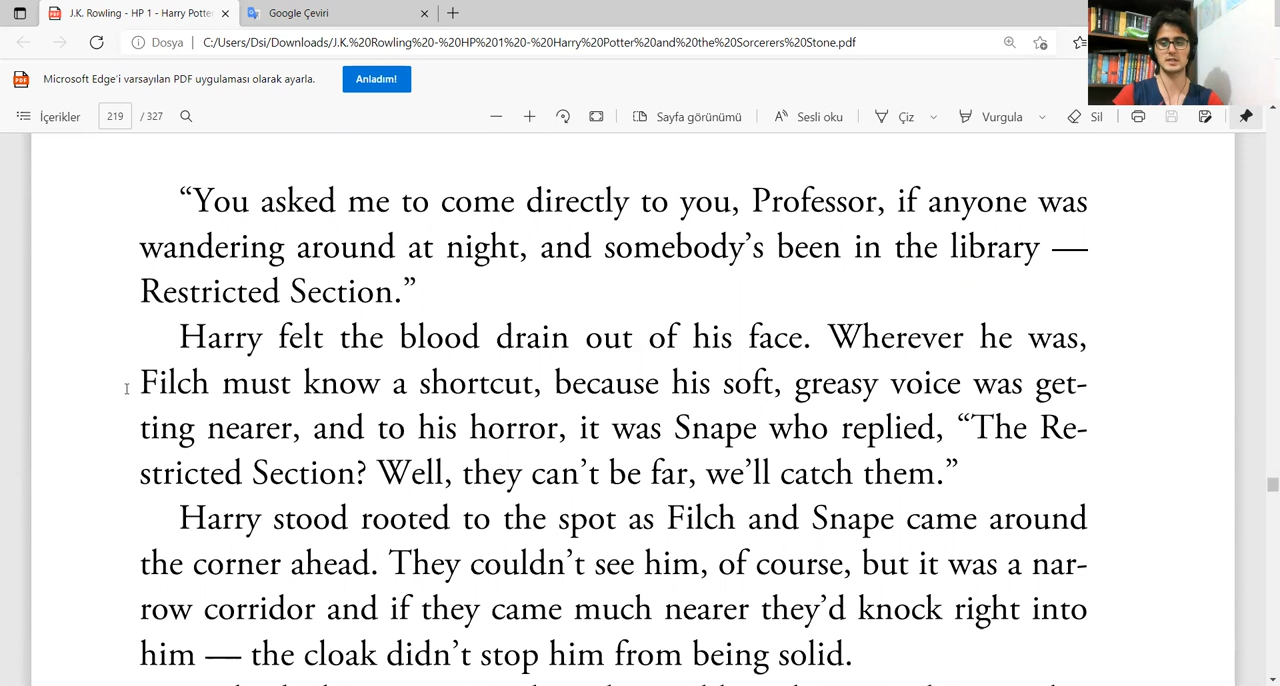 J.K. Rowling - HP 1 - Harry Potte
Google Çeviri
Dosya
C:/Users/Dsi/Downloads/J.K.%20Rowling%20-%20HP%201%20-%20Harry%20Potter%20and%20the%20Sorcerers%20Stone.pdf
PDF
Microsoft Edge'i varsayılan PDF uygulaması olarak ayarla.
Anladım!
İçerikler
219
/ 327
Sayfa görünümü
Sesli oku
Çiz
Vurgula
Sil
“You asked me to come directly to you, Professor, if anyone was
wandering around at night, and somebody’s been in the library —
Restricted Section.”
Harry felt the blood drain out of his face. Wherever he was,
Filch must know a shortcut, because his soft, greasy voice was get-
ting nearer, and to his horror, it was Snape who replied, “The Re-
stricted Section? Well, they can’t be far, we’ll catch them.”
Harry stood rooted to the spot as Filch and Snape came around
the corner ahead. They couldn’t see him, of course, but it was a nar-
row corridor and if they came much nearer they’d knock right into
him — the cloak didn’t stop him from being solid.